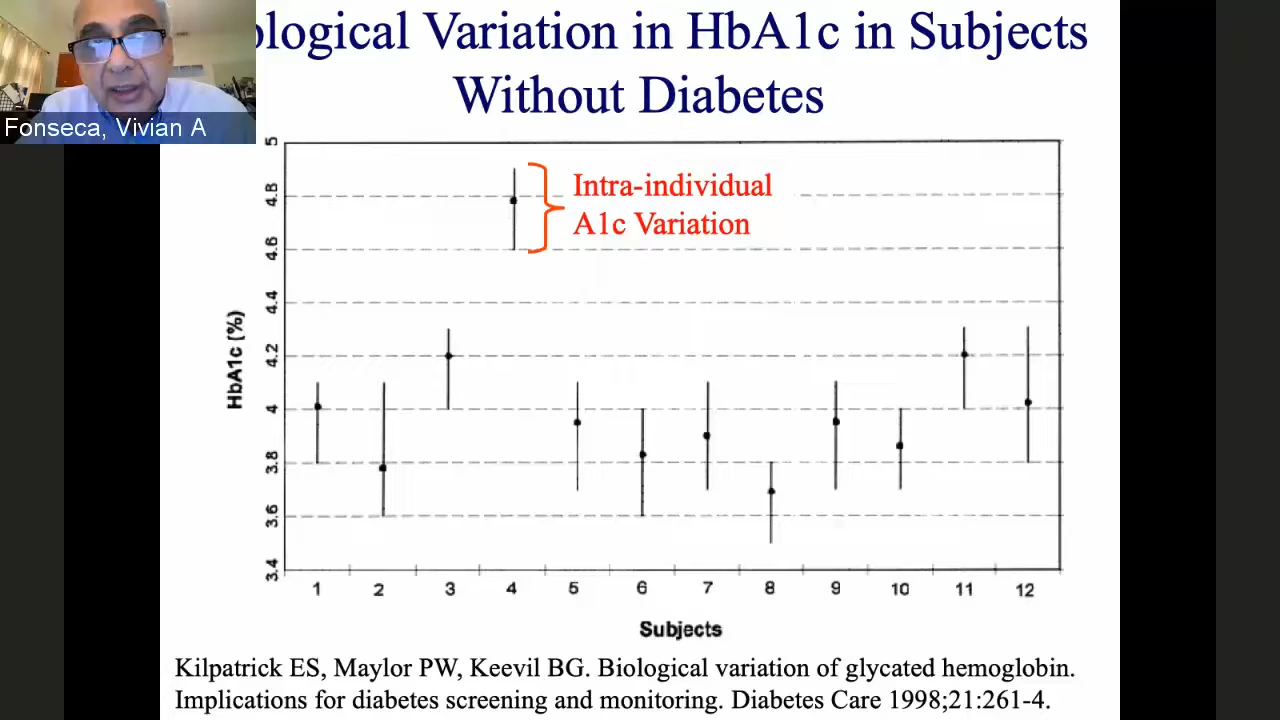 ological Variation in HbA1c in Subjects
Without Diabetes
Fonseca, Vivian A
Intra-individual
A1c Variation
HbA1c (%)
5
4.8
4.6
4.4
4.2
4
3.8
3.6
3.4
1 2 3 4 5 6 7 8 9 10 11 12
Subjects
Kilpatrick ES, Maylor PW, Keevil BG. Biological variation of glycated hemoglobin.
Implications for diabetes screening and monitoring. Diabetes Care 1998;21:261-4.